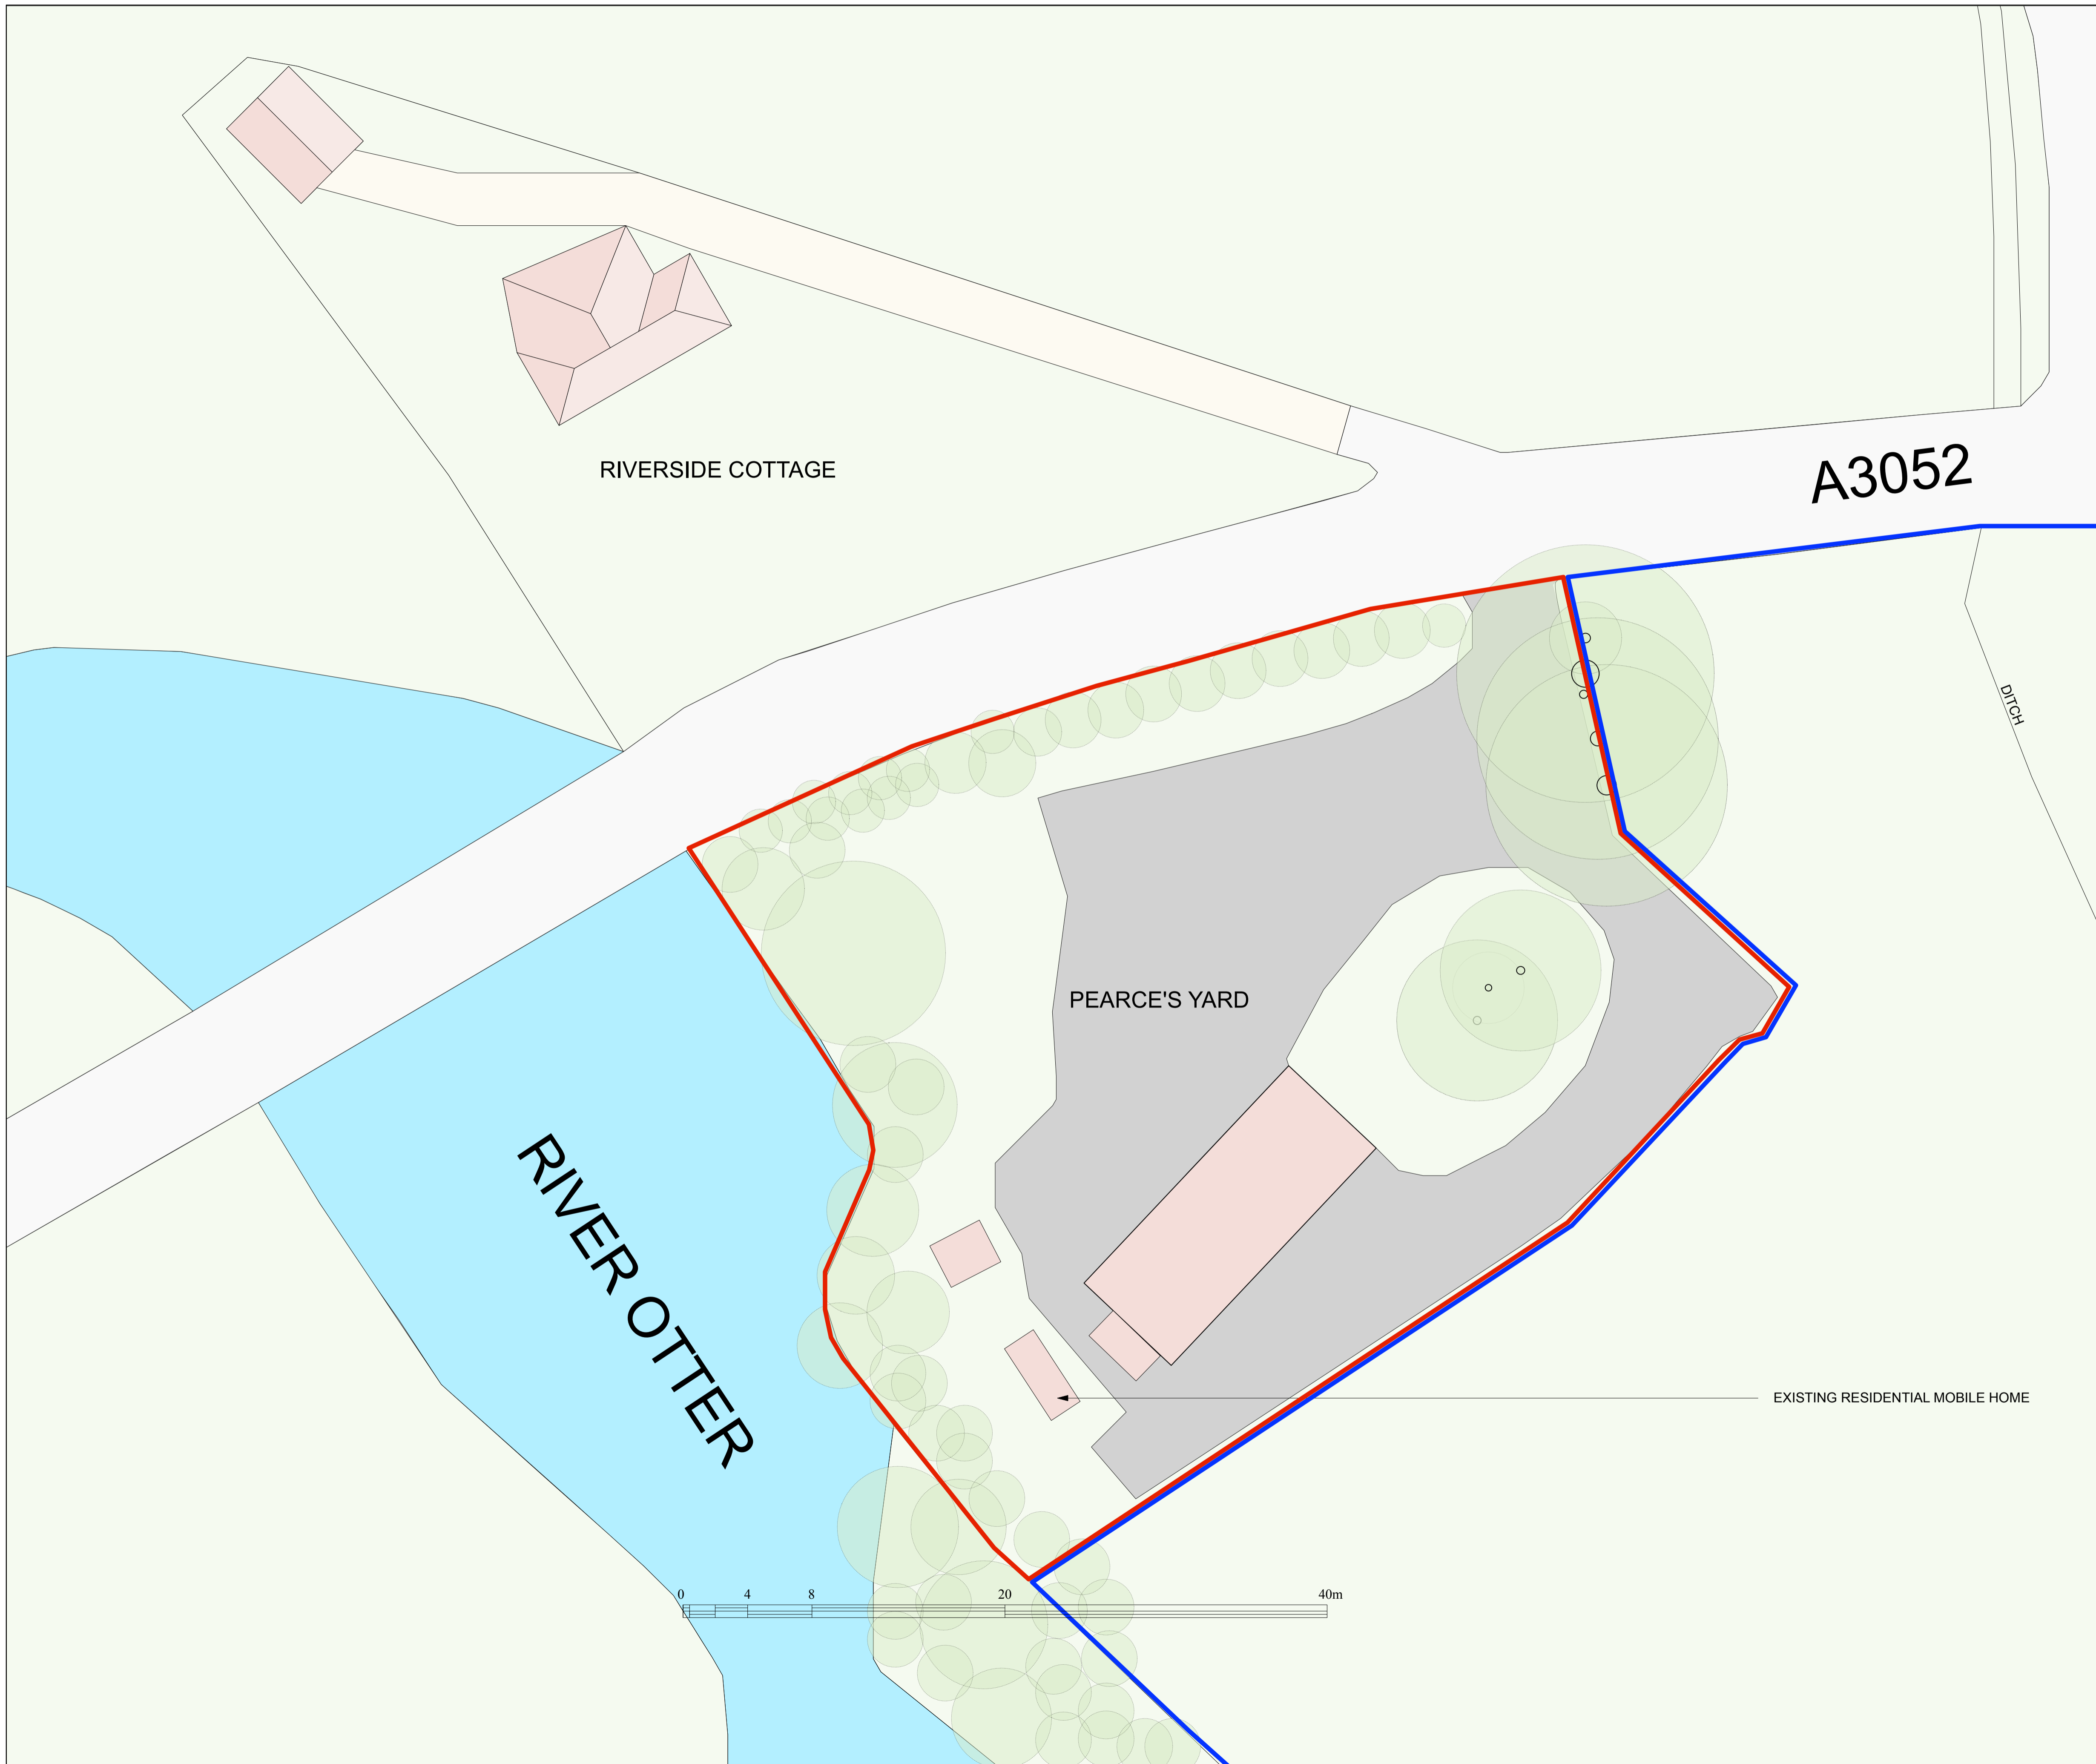 RIVERSIDE COTTAGE
A3052
DITCH
PEARCE'S YARD
RIVER OTTER
EXISTING RESIDENTIAL MOBILE HOME
0 4 8 20 40m